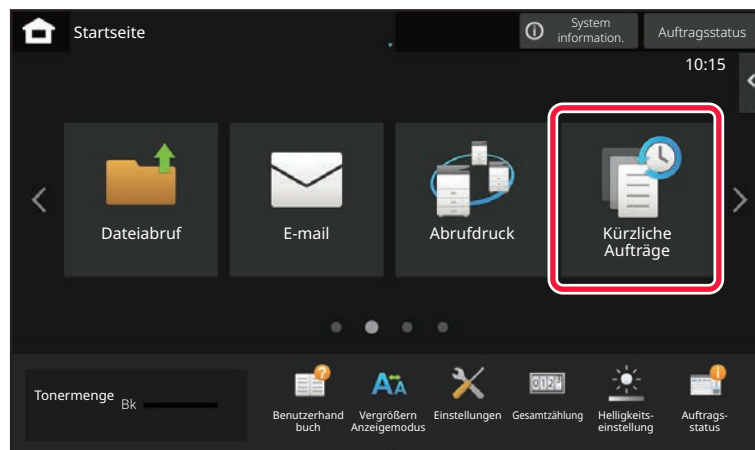 Startseite
System
information.
Auftragsstatus
10:15
Dateiabruf
E-mail
Abrufdruck
Kürzliche
Aufträge
Tonermenge
Bk
Benutzerhand
buch
Vergrößern
Anzeigemodus
Einstellungen
0123
Gesamtzählung
Helligkeits-
einstellung
Auftrags-
status